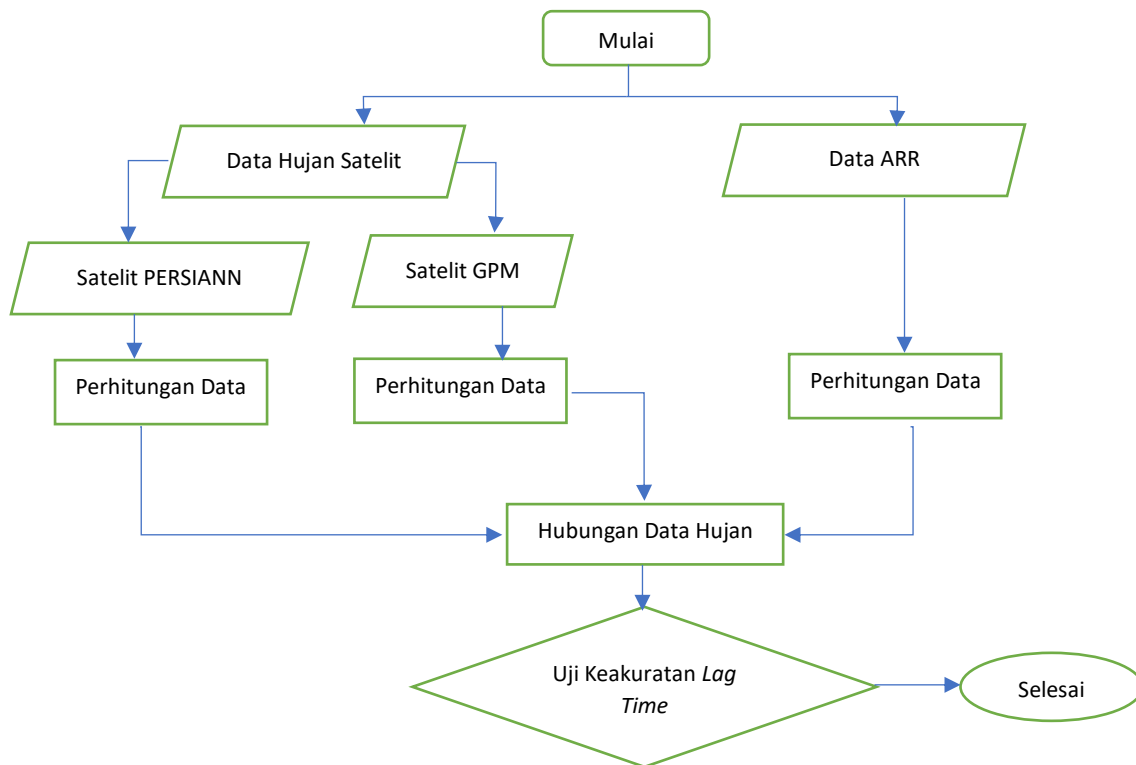 Mulai
Data Hujan Satelit
Data ARR
Satelit PERSIANN
Satelit GPM
Perhitungan Data
Perhitungan Data
Perhitungan Data
Hubungan Data Hujan
Uji Keakuratan Lag
Time
Selesai